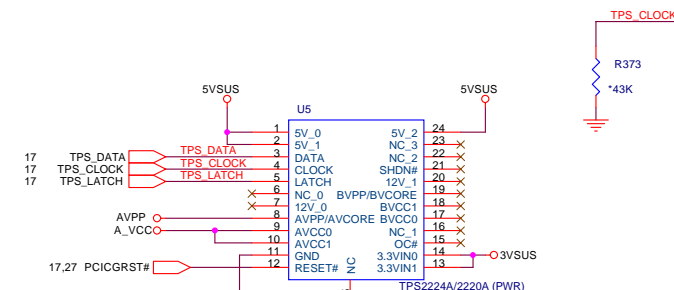 TPS_CLOCK
R373
*43K
5VSUS
5VSUS
U5
1 5V_0 5V_2 24
2 5V_1 NC_3 23
17 TPS_DATA TPS_DATA 3 DATA NC_2 22
17 TPS_CLOCK TPS_CLOCK 4 CLOCK SHDN# 21
17 TPS_LATCH TPS_LATCH 5 LATCH 12V_1 20
6 NC_0 BVPP/BVCORE 19
7 12V_0 BVCC1 18
AVPP 8 AVPP/AVCORE BVCC0 17
A_VCC 9 AVCC0 NC_1 16
10 AVCC1 OC# 15
11 GND 3.3VIN0 14 3VSUS
17,27 PCICGRST# 12 RESET# NC 3.3VIN1 13
TPS2224A/2220A (PWR)